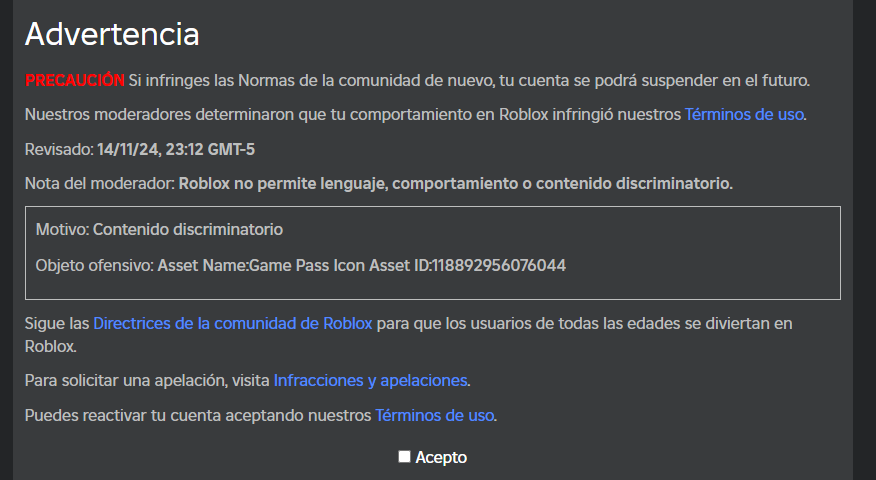 Advertencia
PRECAUCIÓN Si infringes las Normas de la comunidad de nuevo, tu cuenta se podrá suspender en el futuro.
Nuestros moderadores determinaron que tu comportamiento en Roblox infringió nuestros Términos de uso.
Revisado: 14/11/24, 23:12 GMT-5
Nota del moderador: Roblox no permite lenguaje, comportamiento o contenido discriminatorio.
Motivo: Contenido discriminatorio
Objeto ofensivo: Asset Name:Game Pass Icon Asset ID:118892956076044
Sigue las Directrices de la comunidad de Roblox para que los usuarios de todas las edades se diviertan en
Roblox.
Para solicitar una apelación, visita Infracciones y apelaciones.
Puedes reactivar tu cuenta aceptando nuestros Términos de uso.
Acepto